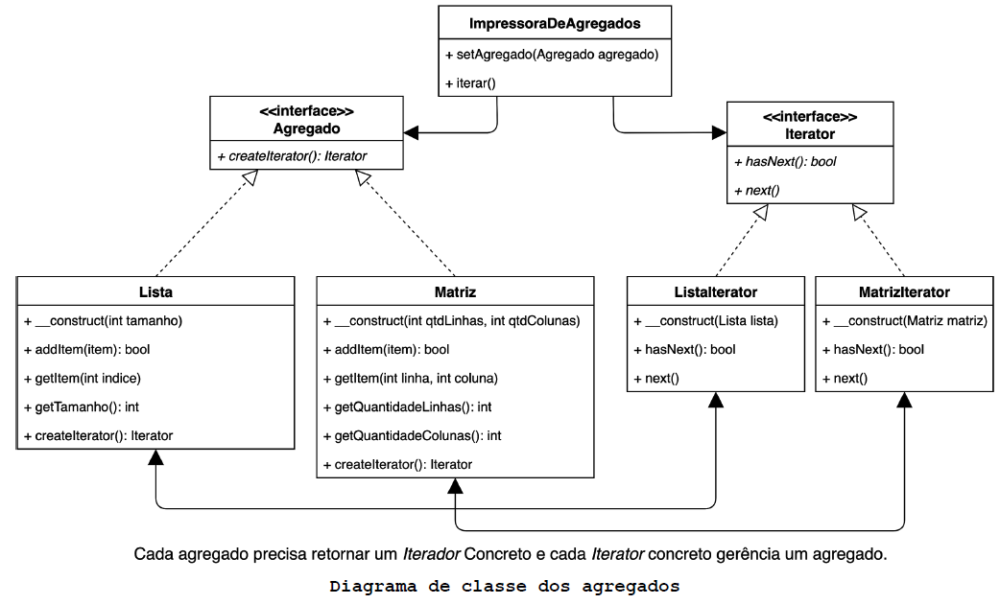 ImpressoraDeAgregados
+ setAgregado(Agregado agregado)
+ iterar()
<<interface>>
Agregado
+ createIterator(): Iterator
<<interface>>
Iterator
+ hasNext(): bool
+ next()
Lista
+ __construct(int tamanho)
+ addItem(item): bool
+ getItem(int indice)
+ getTamanho(): int
+ createIterator(): Iterator
Matriz
+ __construct(int qtdLinhas, int qtdColunas)
+ addItem(item): bool
+ getItem(int linha, int coluna)
+ getQuantidadeLinhas(): int
+ getQuantidadeColunas(): int
+ createIterator(): Iterator
ListaIterator
+ __construct(Lista lista)
+ hasNext(): bool
+ next()
MatrizIterator
+ __construct(Matriz matriz)
+ hasNext(): bool
+ next()
Cada agregado precisa retornar um Iterador Concreto e cada Iterator concreto gerência um agregado.
Diagrama de classe dos agregados